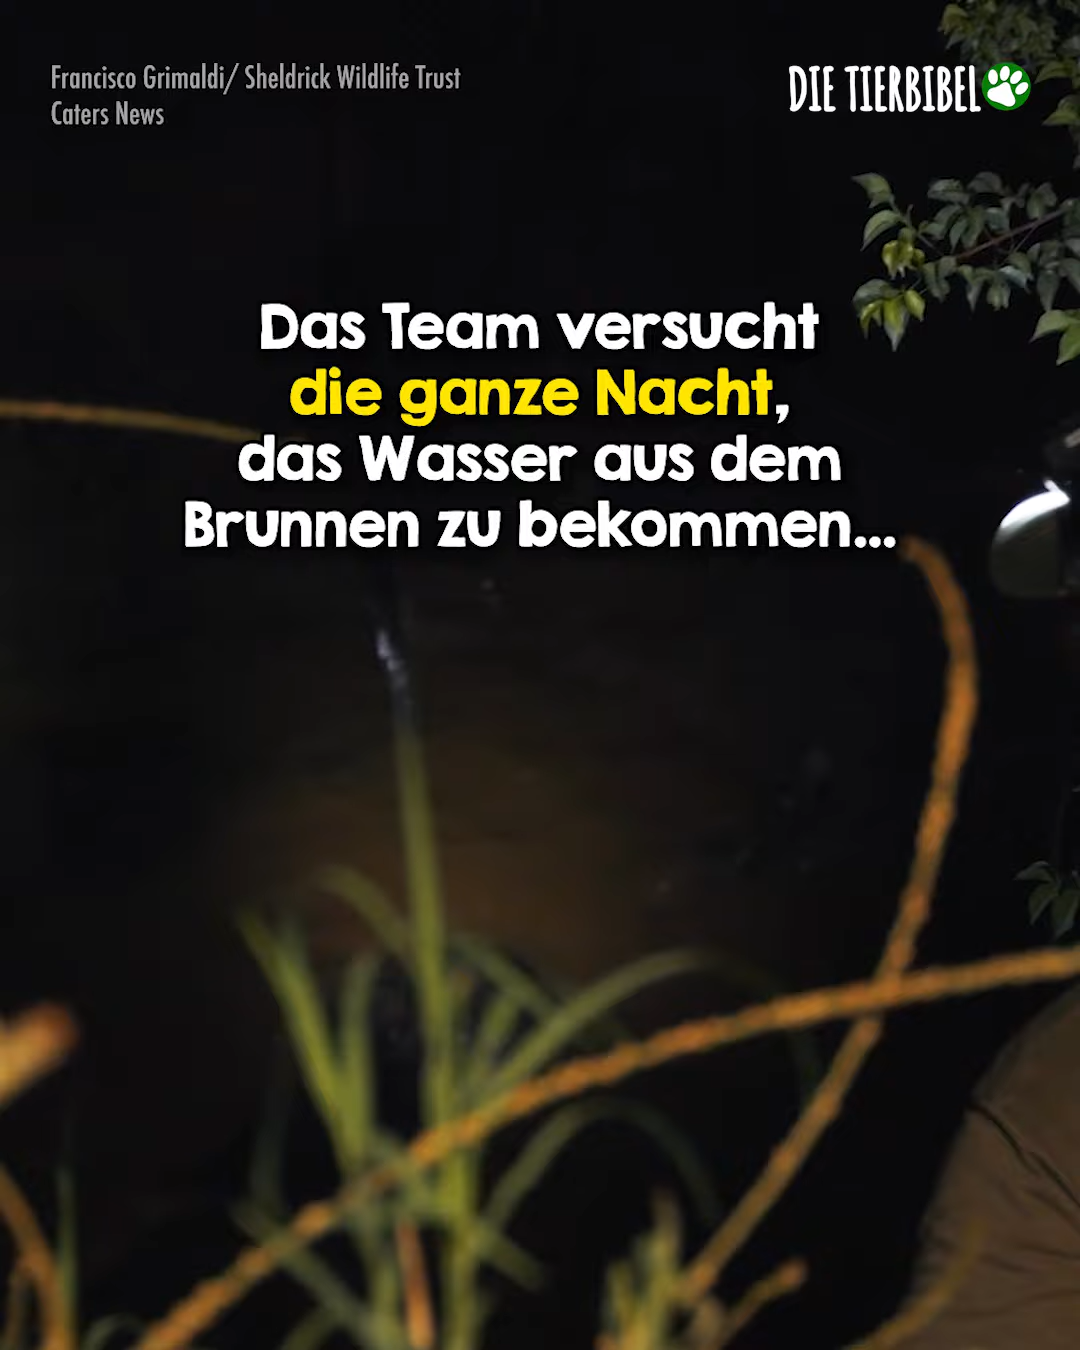 Francisco Grimaldi/ Sheldrick Wildlife Trust
Caters News
DIE TIERBIBEL
Das Team versucht
die ganze Nacht,
das Wasser aus dem
Brunnen zu bekommen...